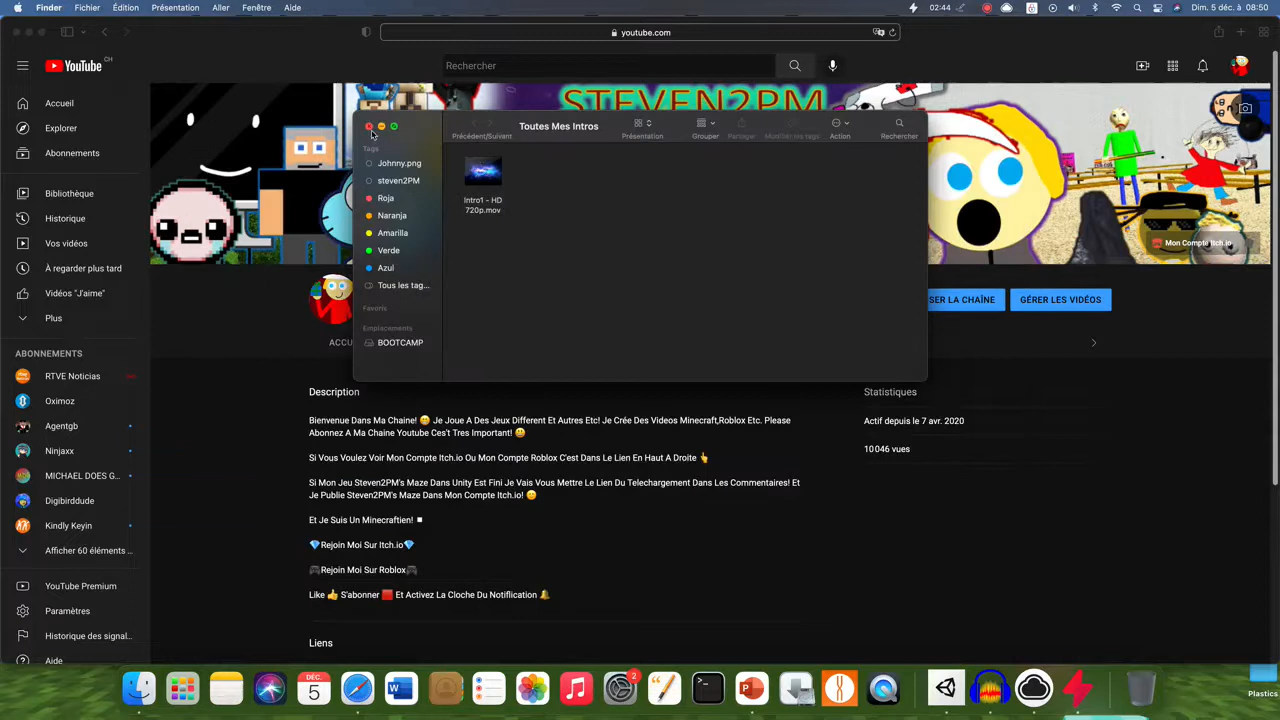 Finder Fichier Édition Présentation Aller Fenêtre Aide
02:44
Dim. 5 déc. à 08:50
youtube.com
YouTube CH
Rechercher
STEVEN2PM
Accueil
Explorer
Abonnements
Bibliothèque
Historique
Vos vidéos
À regarder plus tard
Vidéos "J'aime"
Plus
ABONNEMENTS
RTVE Noticias
Oximoz
Agentgb
Ninjaxx
MICHAEL DOES G...
Digibirddude
Kindly Keyin
Afficher 60 éléments ...
YouTube Premium
Paramètres
Historique des signal...
Aide
Tags
Johnny.png
steven2PM
Roja
Naranja
Amarilla
Verde
Azul
Tous les tag...
Favoris
Emplacements
BOOTCAMP
Précédent/Suivant
Toutes Mes Intros
Présentation
Grouper
Partager
Modifier les tags
Action
Rechercher
Intro1 - HD
720p.mov
Mon Compte Itch.io
SER LA CHAÎNE
GÉRER LES VIDÉOS
ACCU
Description
Bienvenue Dans Ma Chaine! 😁 Je Joue A Des Jeux Different Et Autres Etc! Je Crée Des Videos Minecraft,Roblox Etc. Please
Abonnez A Ma Chaine Youtube Ces't Tres Important! 😃
Si Vous Voulez Voir Mon Compte Itch.io Ou Mon Compte Roblox C'est Dans Le Lien En Haut A Droite 👆
Si Mon Jeu Steven2PM's Maze Dans Unity Est Fini Je Vais Vous Mettre Le Lien Du Telechargement Dans Les Commentaires! Et
Je Publie Steven2PM's Maze Dans Mon Compte Itch.io! 😊
Et Je Suis Un Minecraftien! ◽
💎Rejoin Moi Sur Itch.io💎
🎮Rejoin Moi Sur Roblox🎮
Like 👍 S'abonner 🟥 Et Activez La Cloche Du Notiflication 🔔
Liens
Statistiques
Actif depuis le 7 avr. 2020
10 046 vues
DÉC.
5
2
Plastics